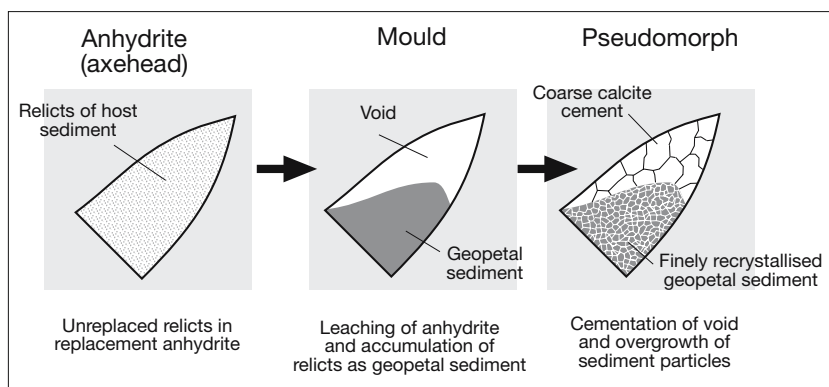 Anhydrite
(axehead)
Relicts of host
sediment
Unreplaced relicts in
replacement anhydrite
Mould
Void
Geopetal
sediment
Leaching of anhydrite
and accumulation of
relicts as geopetal sediment
Pseudomorph
Coarse calcite
cement
Finely recrystallised
geopetal sediment
Cementation of void
and overgrowth of
sediment particles